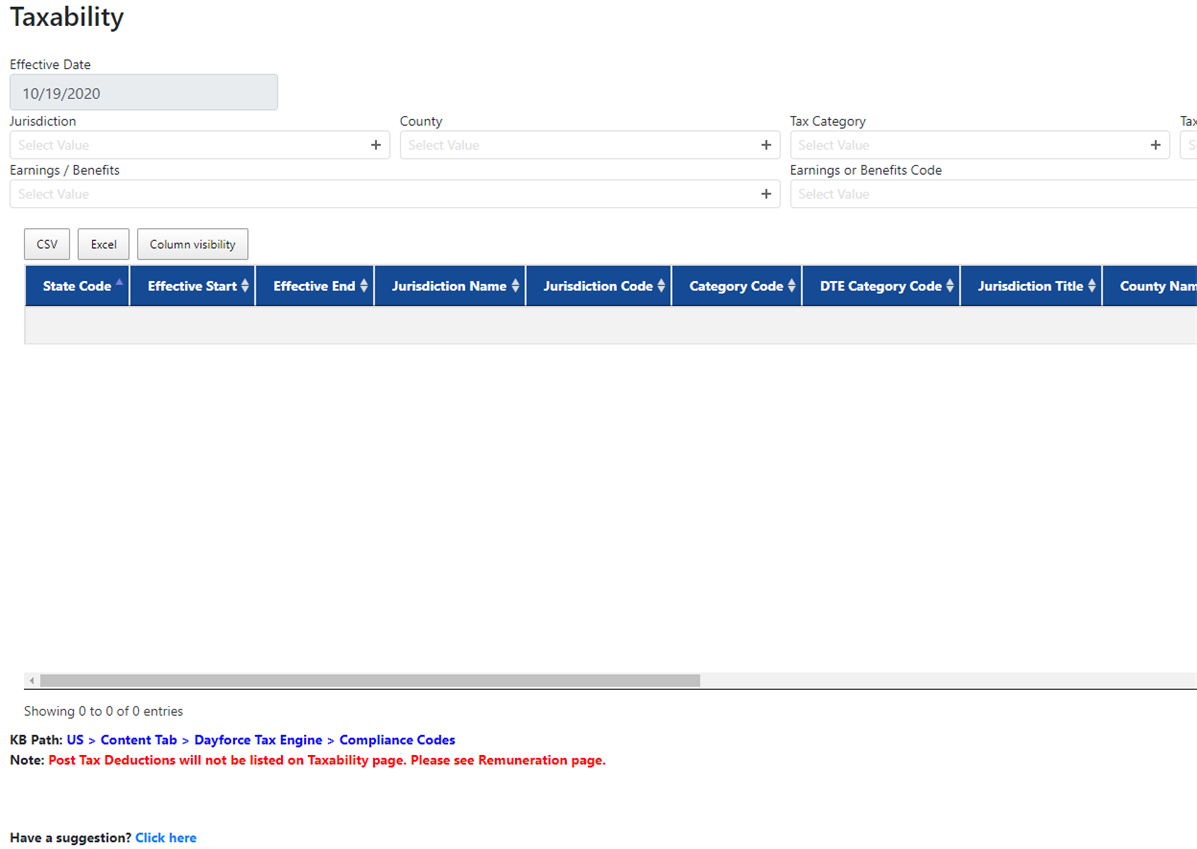 Taxability
Effective Date
10/19/2020
Jurisdiction County Tax Category Tax
Select Value + Select Value + Select Value + S
Earnings / Benefits Earnings or Benefits Code
Select Value + Select Value
CSV Excel Column visibility
State Code Effective Start Effective End Jurisdiction Name Jurisdiction Code Category Code DTE Category Code Jurisdiction Title County Nam
Showing 0 to 0 of 0 entries
KB Path: US > Content Tab > Dayforce Tax Engine > Compliance Codes
Note: Post Tax Deductions will not be listed on Taxability page. Please see Remuneration page.
Have a suggestion? Click here